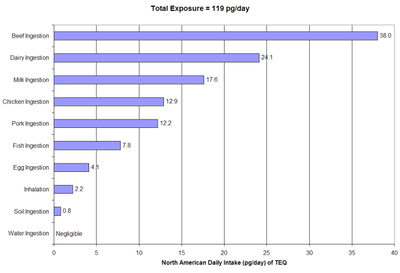 Total Exposure = 119 pg/day
Beef Ingestion 38.0
Dairy Ingestion 24.1
Milk Ingestion 17.6
Chicken Ingestion 12.9
Pork Ingestion 12.2
Fish Ingestion 7.8
Egg Ingestion 4.1
Inhalation 2.2
Soil Ingestion 0.8
Water Ingestion Negligible
0 5 10 15 20 25 30 35 40
North American Daily Intake (pg/day) of TEQ